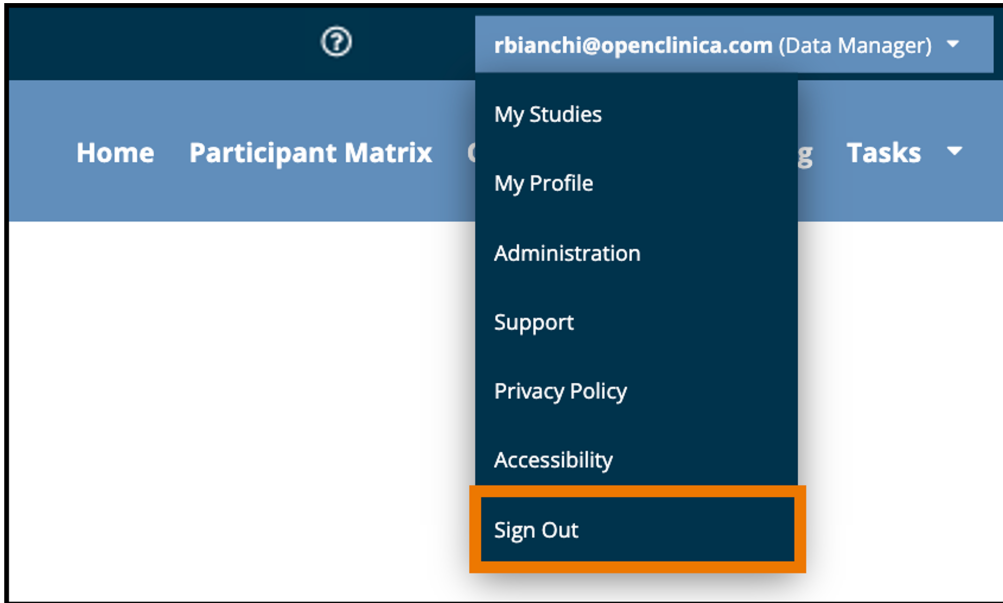 rbianchi@openclinica.com (Data Manager)
Home Participant Matrix Tasks
My Studies
My Profile
Administration
Support
Privacy Policy
Accessibility
Sign Out